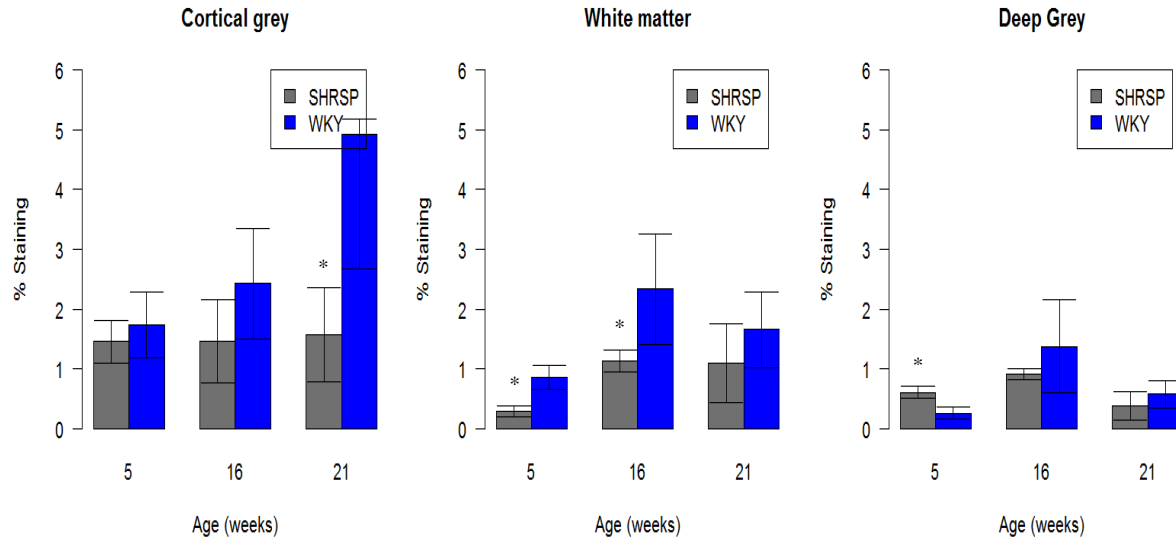 Cortical grey
6
5
4
3
2
1
0
% Staining
SHRSP
WKY
*
5 16 21
Age (weeks)
White matter
6
5
4
3
2
1
0
% Staining
SHRSP
WKY
*
*
5 16 21
Age (weeks)
Deep Grey
6
5
4
3
2
1
0
% Staining
SHRSP
WKY
*
5 16 21
Age (weeks)